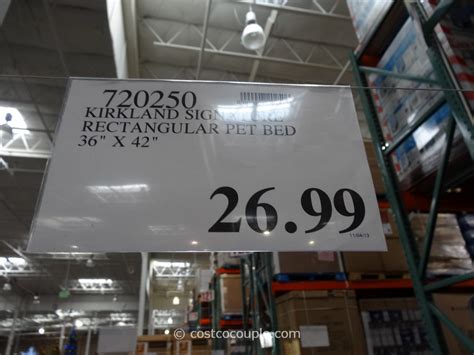 720250
KIRKLAND SIGNATURE
RECTANGULAR PET BED
36" X 42"
26.99
11/04/13
© costcocouple.com